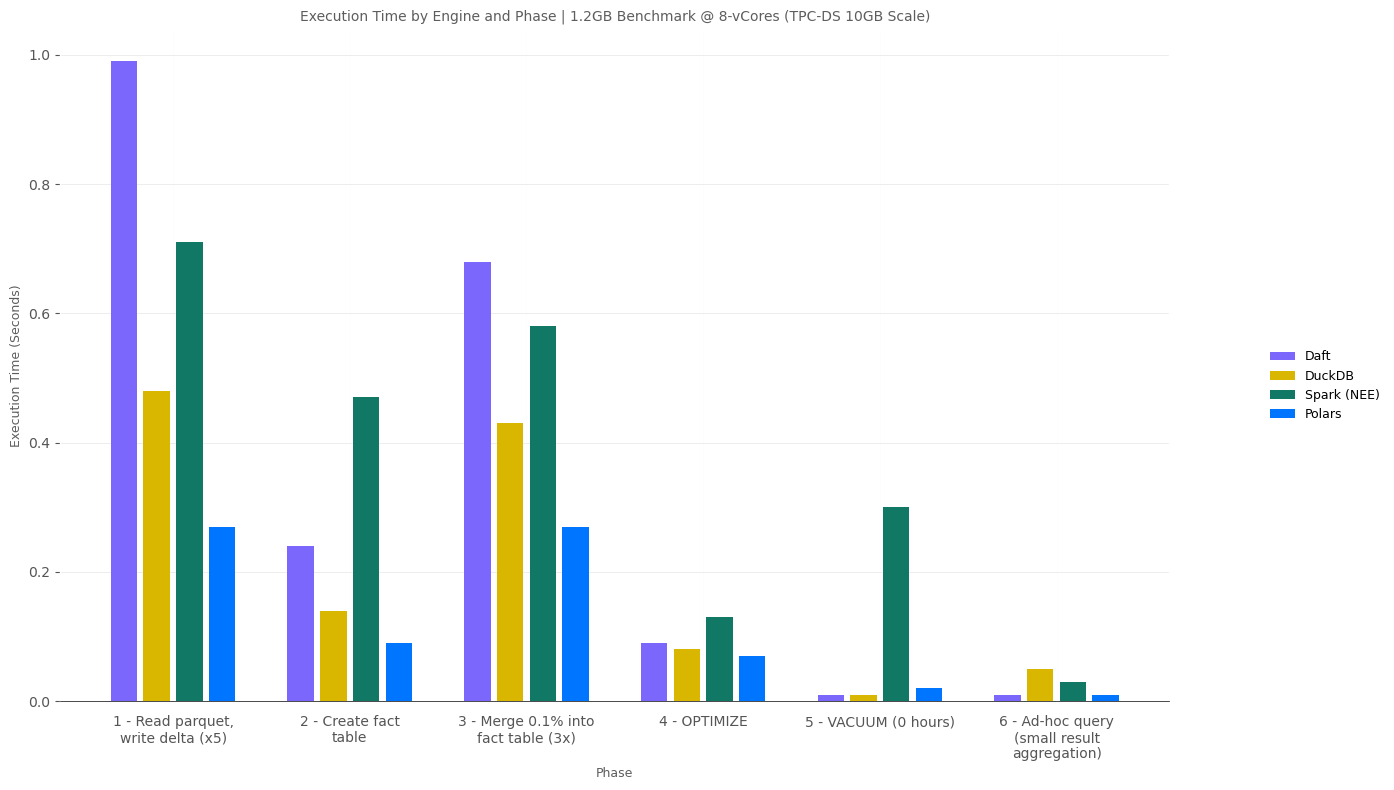 Execution Time by Engine and Phase | 1.2GB Benchmark @ 8-vCores (TPC-DS 10GB Scale)
Execution Time (Seconds)
1.0
0.8
0.6
0.4
0.2
0.0
1 - Read parquet,
write delta (x5)
2 - Create fact
table
3 - Merge 0.1% into
fact table (3x)
4 - OPTIMIZE
5 - VACUUM (0 hours)
6 - Ad-hoc query
(small result
aggregation)
Phase
Daft
DuckDB
Spark (NEE)
Polars